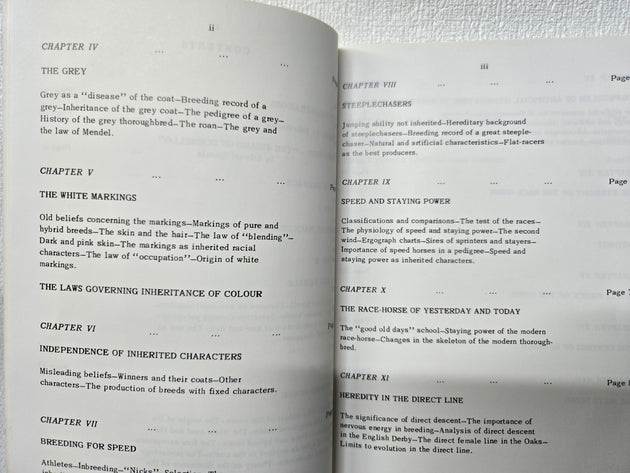 ii
CHAPTER IV ... ... ...
THE GREY
Grey as a "disease" of the coat—Breeding record of a
grey—Inheritance of the grey coat—The pedigree of a grey—
History of the grey thoroughbred—The roan—The grey and
the law of Mendel.
CHAPTER V ... ... ...
THE WHITE MARKINGS
Old beliefs concerning the markings—Markings of pure and
hybrid breeds—The skin and the hair—The law of "blending"—
Dark and pink skin—The markings as inherited racial
characters—The law of "occupation"—Origin of white
markings.
THE LAWS GOVERNING INHERITANCE OF COLOUR
CHAPTER VI ... ... ...
INDEPENDENCE OF INHERITED CHARACTERS
Misleading beliefs—Winners and their coats—Other
characters—The production of breeds with fixed characters.
CHAPTER VII ... ... ...
BREEDING FOR SPEED
Athletes—Inbreeding—"Nicks"
iii
CHAPTER VIII ... ... Page
STEEPLECHASERS
Jumping ability not inherited—Hereditary background
of steeplechasers—Breeding record of a great steeple-
chaser—Natural and artificial characteristics—Flat-racers
as the best producers.
CHAPTER IX ... ... ... Page
SPEED AND STAYING POWER
Classifications and comparisons—The test of the races—
The physiology of speed and staying power—The second
wind—Ergograph charts—Sires of sprinters and stayers—
Importance of speed horses in a pedigree—Speed and
staying power as inherited characters.
CHAPTER X ... ... ... Page
THE RACE-HORSE OF YESTERDAY AND TODAY
The "good old days" school—Staying power of the modern
race-horse—Changes in the skeleton of the modern thorough-
bred.
CHAPTER XI ... ... ... Page
HEREDITY IN THE DIRECT LINE
The significance of direct descent—The importance of
nervous energy in breeding—Analysis of direct descent
in the English Derby—The direct female line in the Oaks—
Limits to evolution in the direct line.